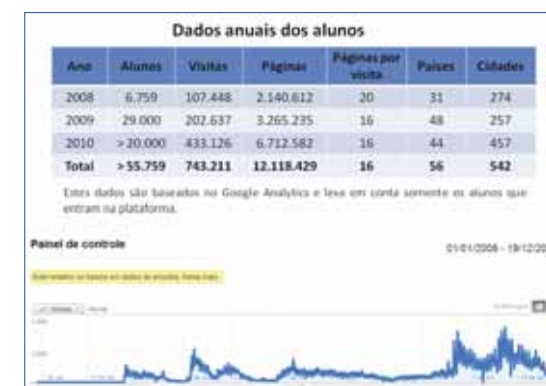 Dados anuais dos alunos
Ano Alunos Visitas Páginas Páginas por visita Países Cidades
2008 6.759 107.448 2.140.612 20 31 274
2009 29.000 202.637 3.265.235 16 48 257
2010 > 20.000 433.126 6.712.582 16 44 457
Total > 55.759 743.211 12.118.429 16 56 542
Estes dados são baseados no Google Analytics e leva em conta somente os alunos que
entram na plataforma.
Painel de controle
01/01/2008 - 19/12/20